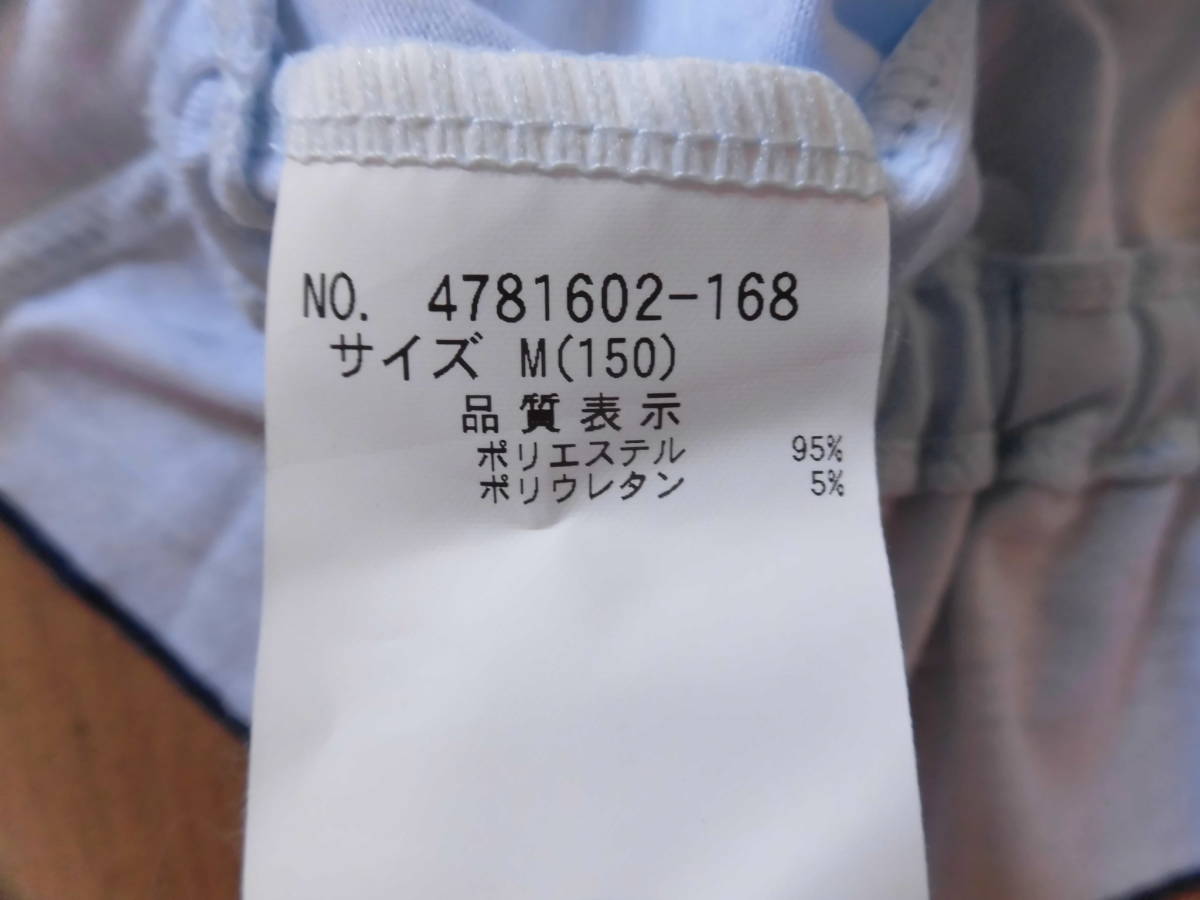 NO. 4781602-168
サイズ M(150)
品質表示
ポリエステル 95%
ポリウレタン 5%